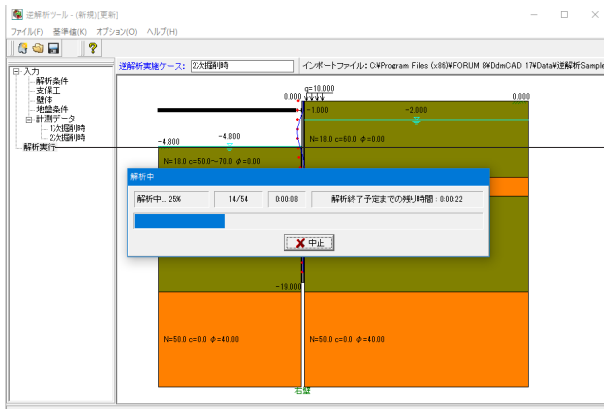 逆解析ツール - (新規)[更新]
ファイル(F) 基準値(K) オプション(O) ヘルプ(H)
逆解析実施ケース: 2次掘削時 インポートファイル: C:¥Program Files (x86)¥FORUM 8¥DdmCAD 17¥Data¥逆解析Sample
入力
解析条件
支保工
壁体
地盤条件
計測データ
1次掘削時
2次掘削時
解析実行
q=10.000
0.000 0.000
-1.000 -2.000
-4.800 -4.800
N=18.0 c=60.0 φ=0.00
N=18.0 c=50.0～70.0 φ=0.00
解析中
解析中... 25% 14/54 0:00:08 解析終了予定までの残り時間 : 0:00:22
中止
-19.000
N=50.0 c=0.0 φ=40.00 N=50.0 c=0.0 φ=40.00
右壁